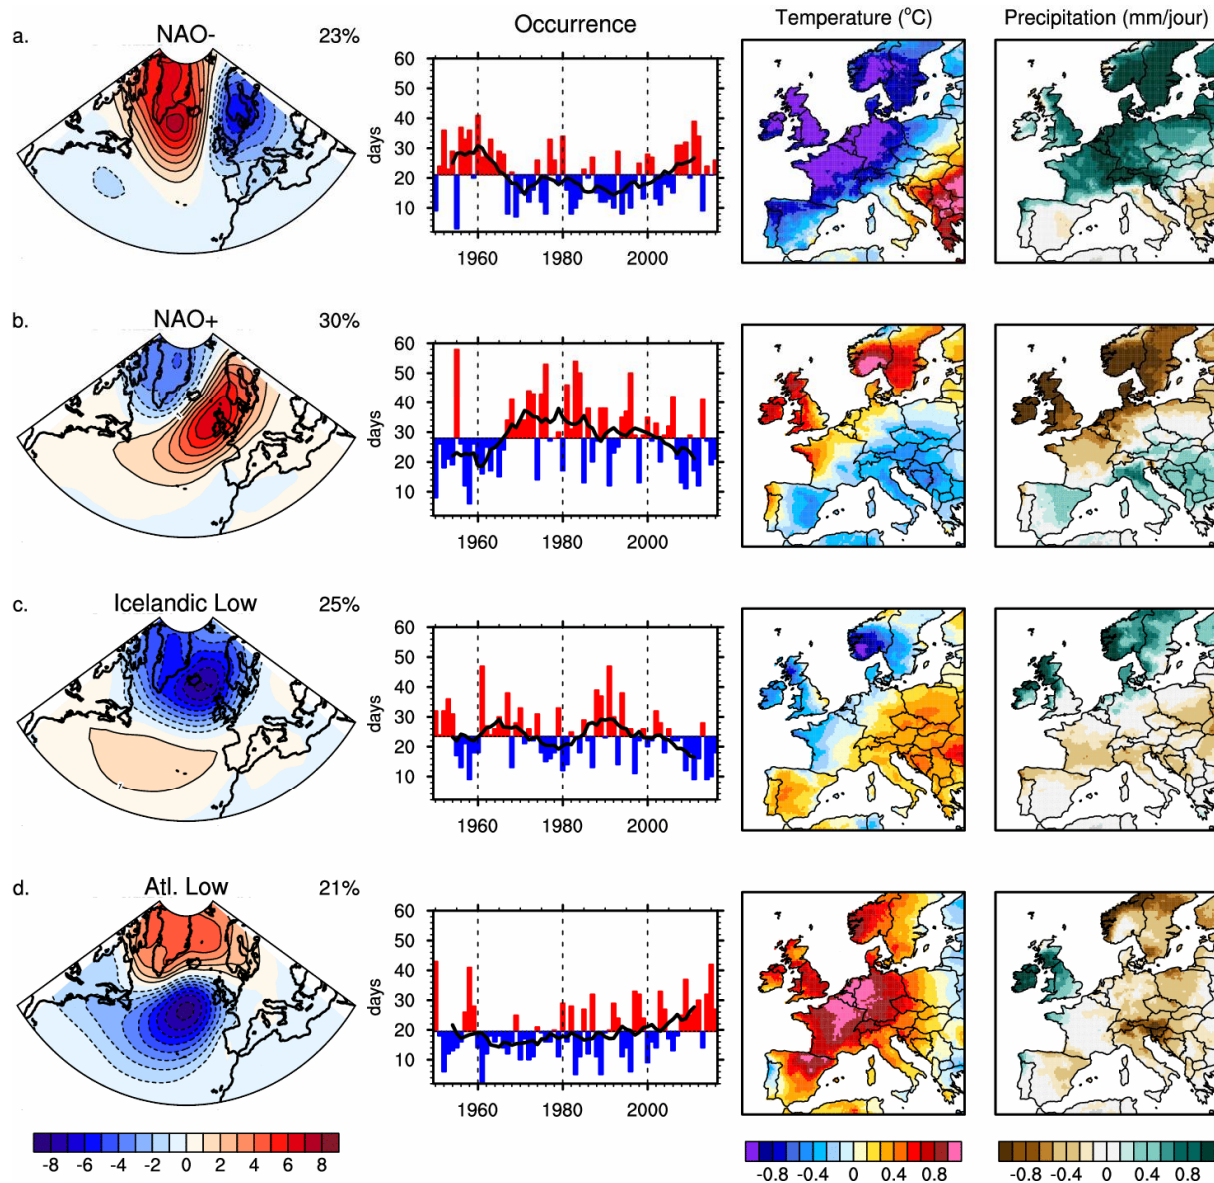 Occurrence
Temperature (°C)
Precipitation (mm/jour)
a.
NAO-
23%
60
50
40
30
20
10
days
1960
1980
2000
b.
NAO+
30%
60
50
40
30
20
10
days
1960
1980
2000
c.
Icelandic Low
25%
60
50
40
30
20
10
days
1960
1980
2000
d.
Atl. Low
21%
60
50
40
30
20
10
days
1960
1980
2000
-8 -6 -4 -2 0 2 4 6 8
-0.8 -0.4 0 0.4 0.8
-0.8 -0.4 0 0.4 0.8